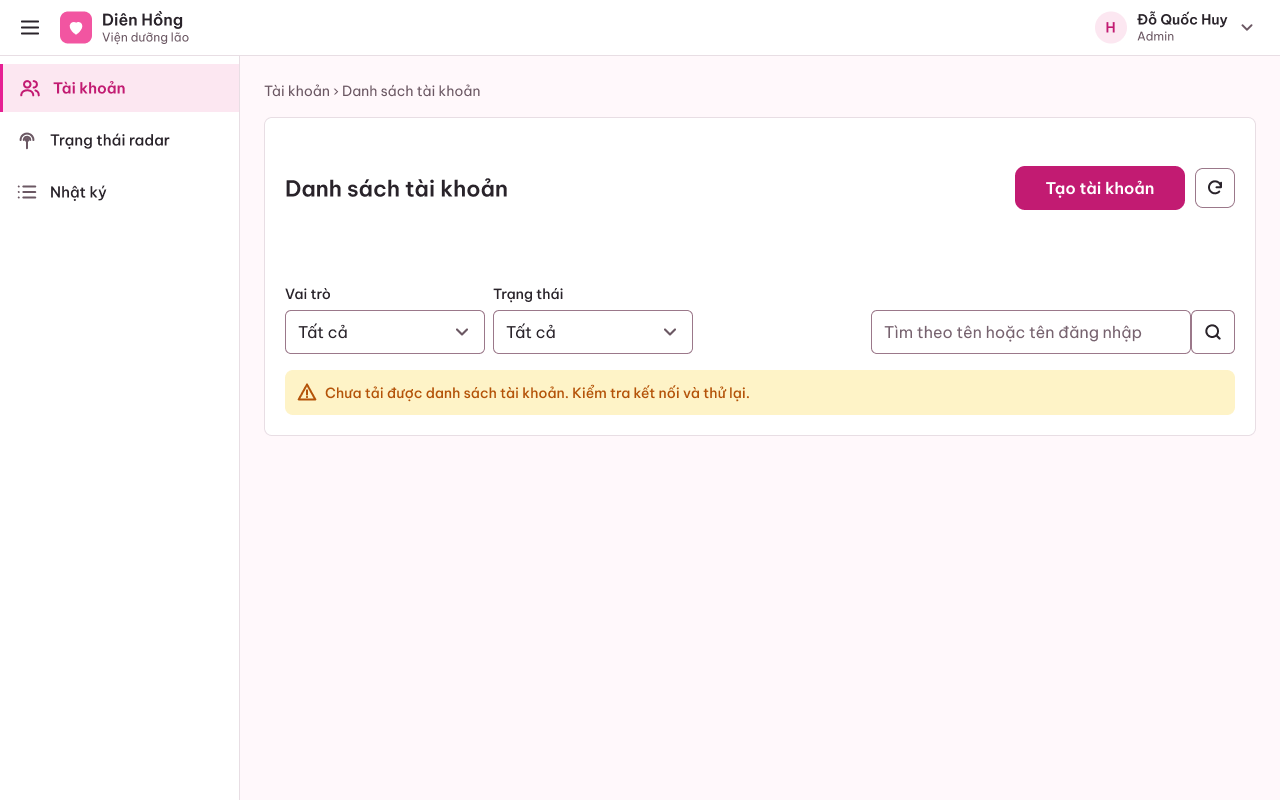 Diên Hồng
Viện dưỡng lão
H
Đỗ Quốc Huy
Admin
Tài khoản
Trạng thái radar
Nhật ký
Tài khoản › Danh sách tài khoản
Danh sách tài khoản
Tạo tài khoản
Vai trò
Trạng thái
Tất cả
Tất cả
Tìm theo tên hoặc tên đăng nhập
Chưa tải được danh sách tài khoản. Kiểm tra kết nối và thử lại.